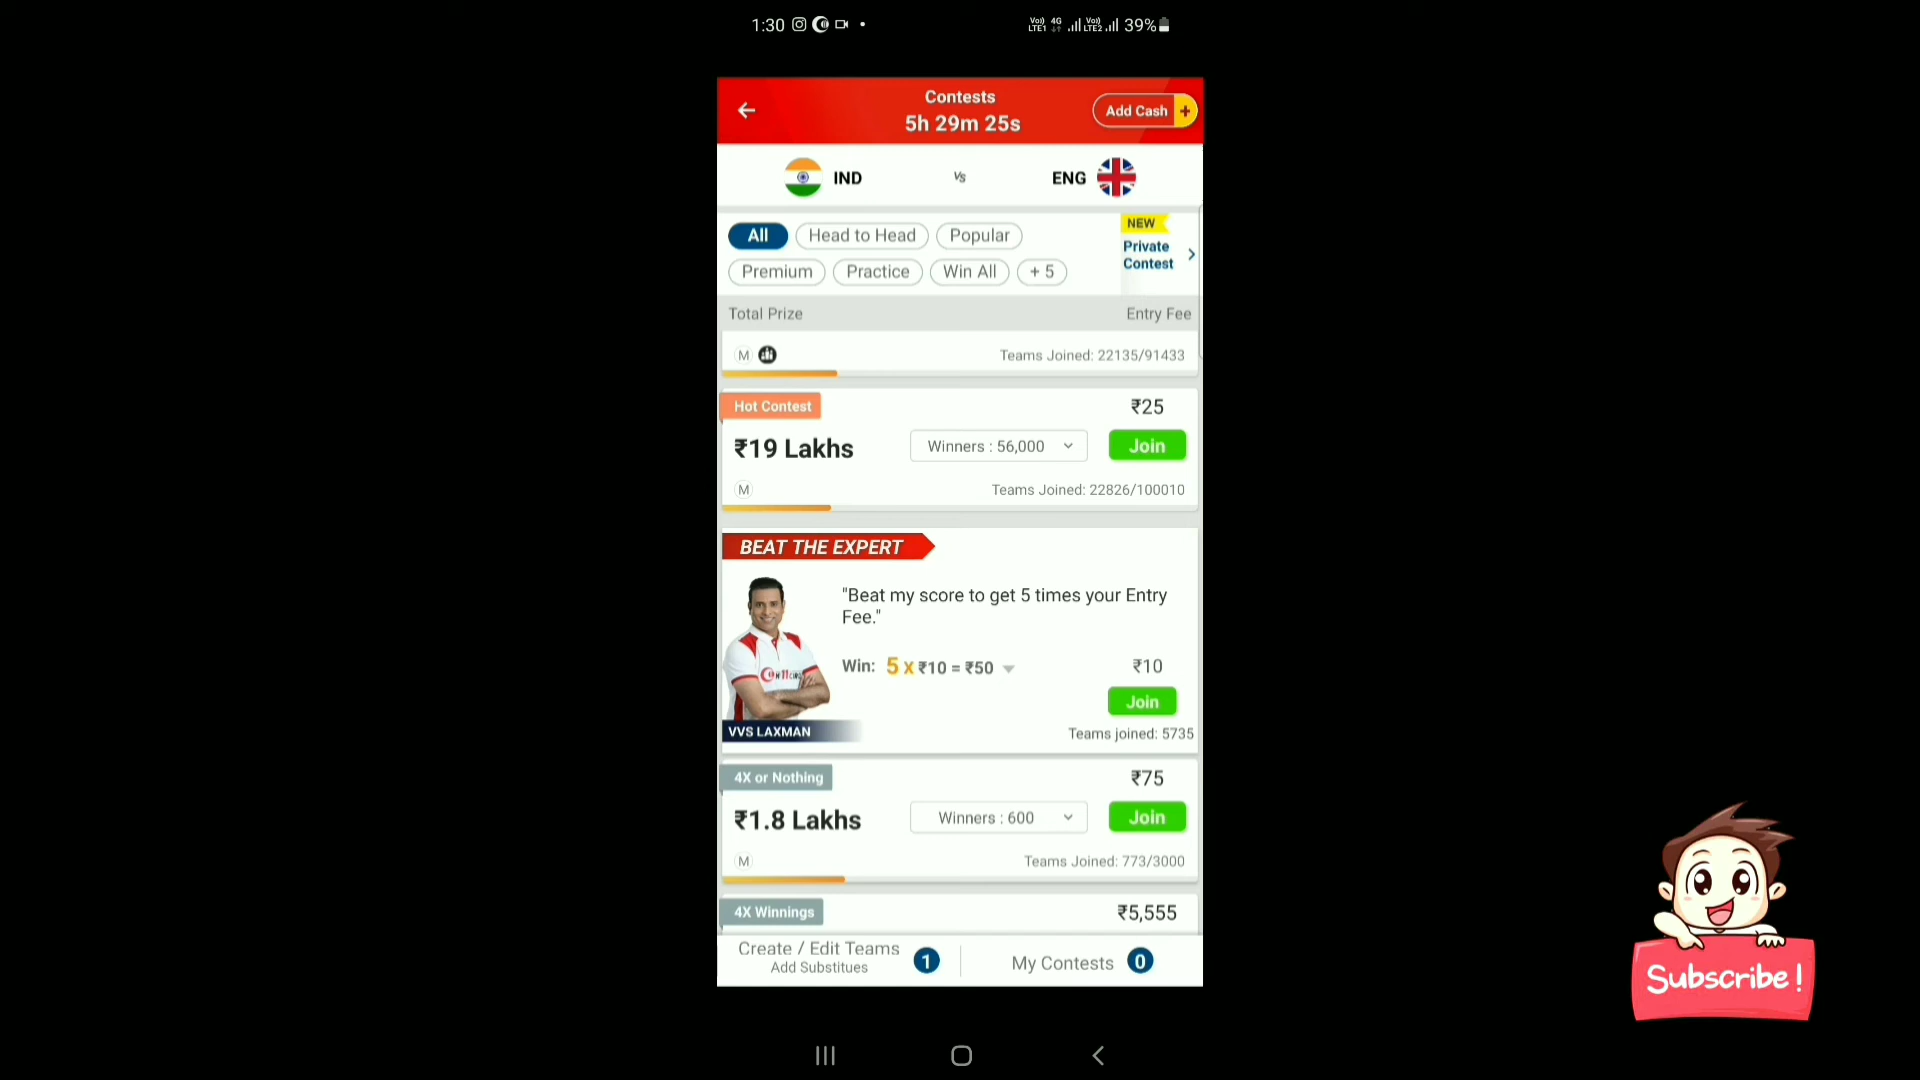 1:30
Vo)) LTE1 4G Vo)) LTE2 39%
Contests
5h 29m 25s
Add Cash +
IND
Vs
ENG
All
Head to Head
Popular
NEW
Private
Contest
Premium
Practice
Win All
+ 5
Total Prize
Entry Fee
M
Teams Joined: 22135/91433
Hot Contest
₹25
₹19 Lakhs
Winners : 56,000
Join
M
Teams Joined: 22826/100010
BEAT THE EXPERT
"Beat my score to get 5 times your Entry
Fee."
Win: 5 X ₹10 = ₹50
₹10
Join
VVS LAXMAN
Teams joined: 5735
4X or Nothing
₹75
₹1.8 Lakhs
Winners : 600
Join
M
Teams Joined: 773/3000
4X Winnings
₹5,555
Create / Edit Teams
Add Substitues
1
My Contests
0
Subscribe!